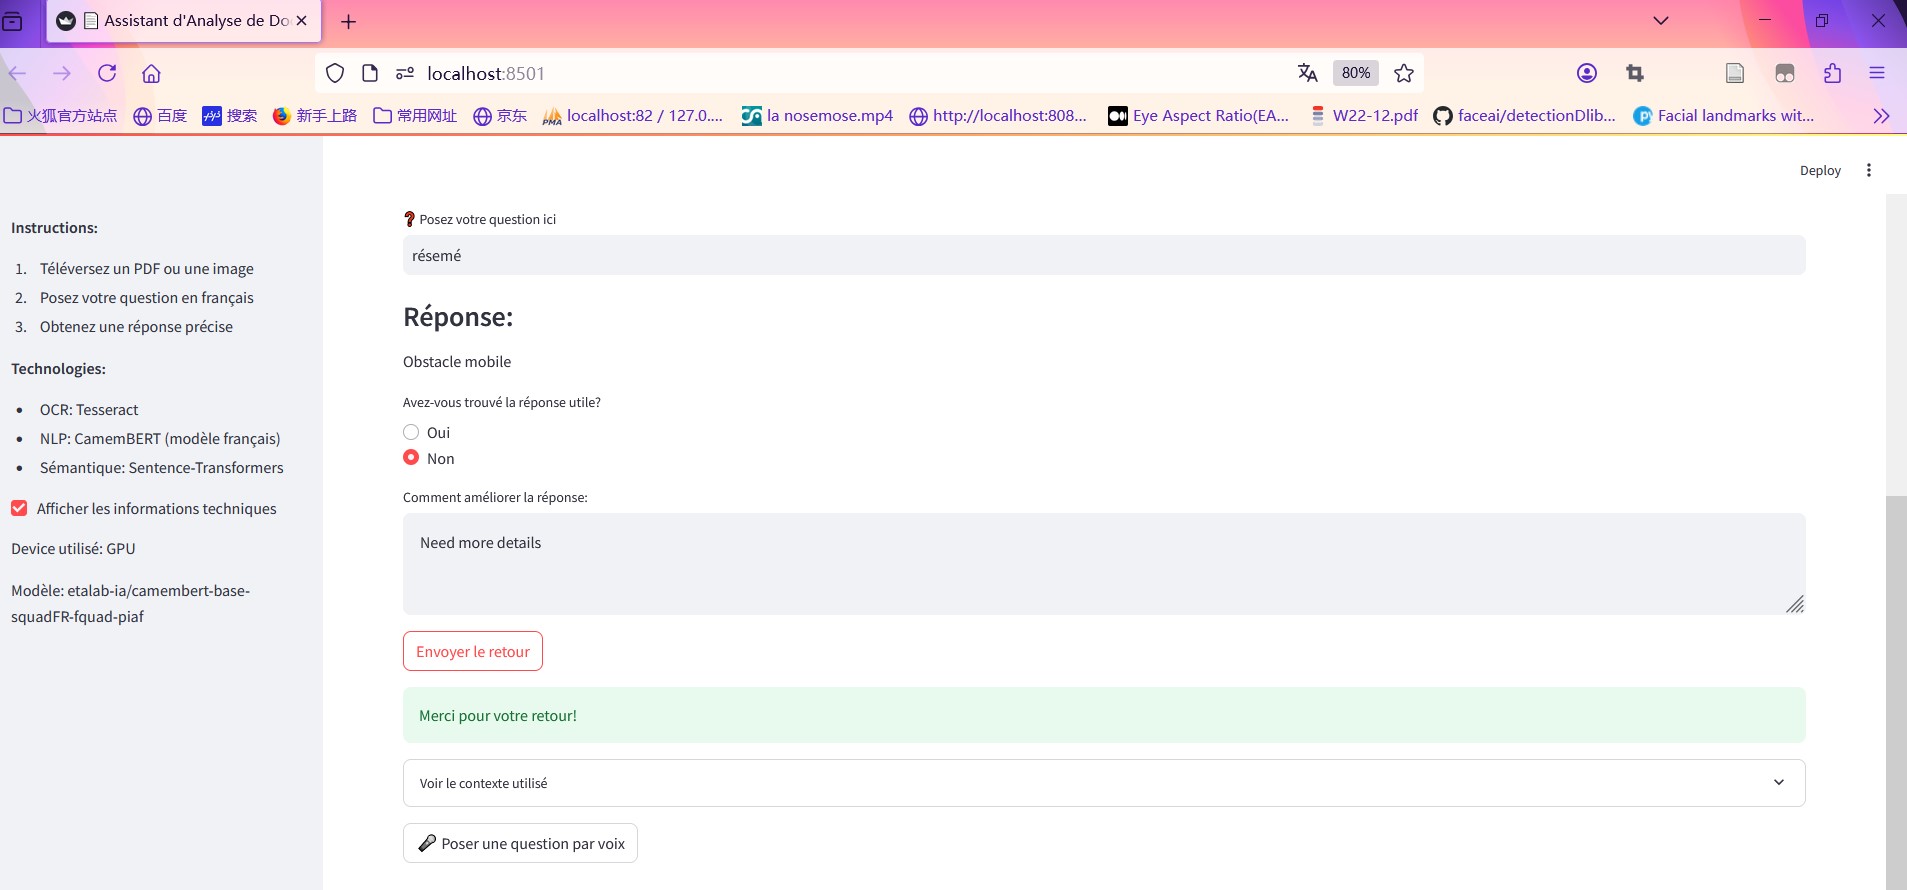 Assistant d'Analyse de Do
localhost:8501
80%
火狐官方站点
百度
搜索
新手上路
常用网址
京东
localhost:82 / 127.0....
la nosemose.mp4
http://localhost:808...
Eye Aspect Ratio(EA...
W22-12.pdf
faceai/detectionDlib...
Facial landmarks wit...
Deploy
Instructions:
1. Téléversez un PDF ou une image
2. Posez votre question en français
3. Obtenez une réponse précise
Technologies:
• OCR: Tesseract
• NLP: CamemBERT (modèle français)
• Sémantique: Sentence-Transformers
Afficher les informations techniques
Device utilisé: GPU
Modèle: etalab-ia/camembert-base-
squadFR-fquad-piaf
❓ Posez votre question ici
résemé
Réponse:
Obstacle mobile
Avez-vous trouvé la réponse utile?
Oui
Non
Comment améliorer la réponse:
Need more details
Envoyer le retour
Merci pour votre retour!
Voir le contexte utilisé
🎤 Poser une question par voix